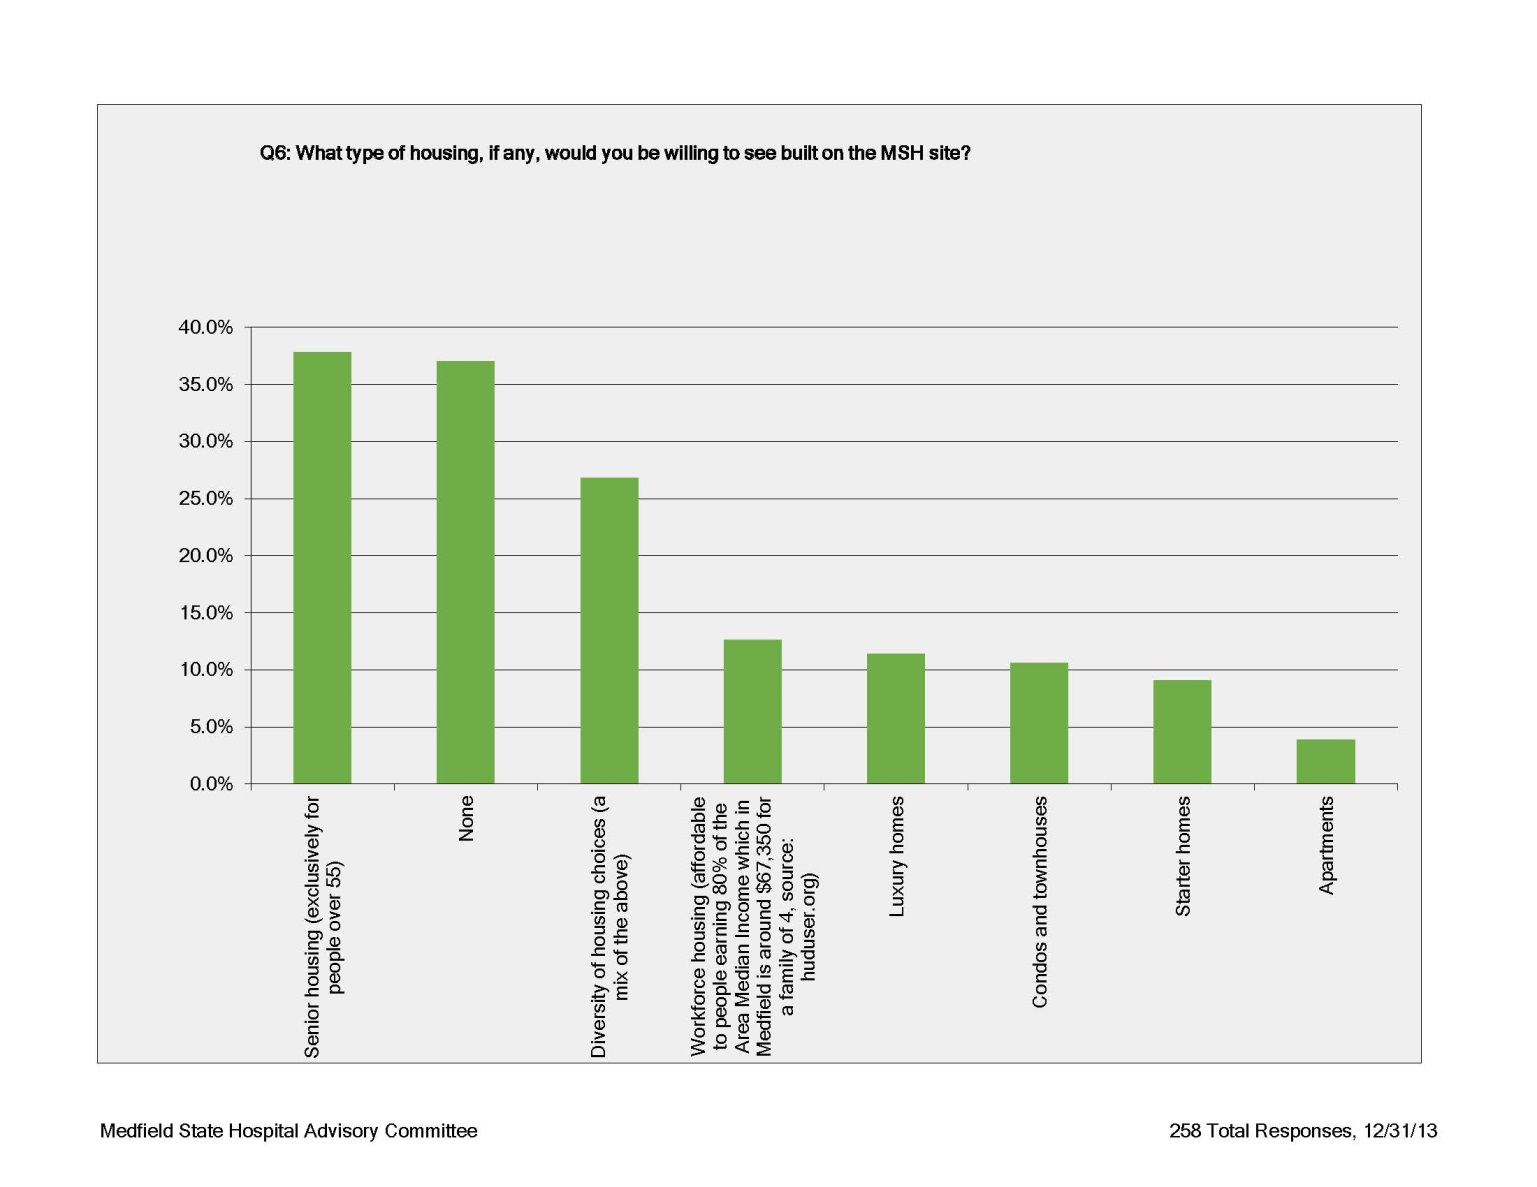 Q6: What type of housing, if any, would you be willing to see built on the MSH site?
40.0%
35.0%
30.0%
25.0%
20.0%
15.0%
10.0%
5.0%
0.0%
Senior housing (exclusively for
people over 55)
None
Diversity of housing choices (a
mix of the above)
Workforce housing (affordable
to people earning 80% of the
Area Median Income which in
Medfield is around $67,350 for
a family of 4, source:
huduser.org)
Luxury homes
Condos and townhouses
Starter homes
Apartments
Medfield State Hospital Advisory Committee
258 Total Responses, 12/31/13